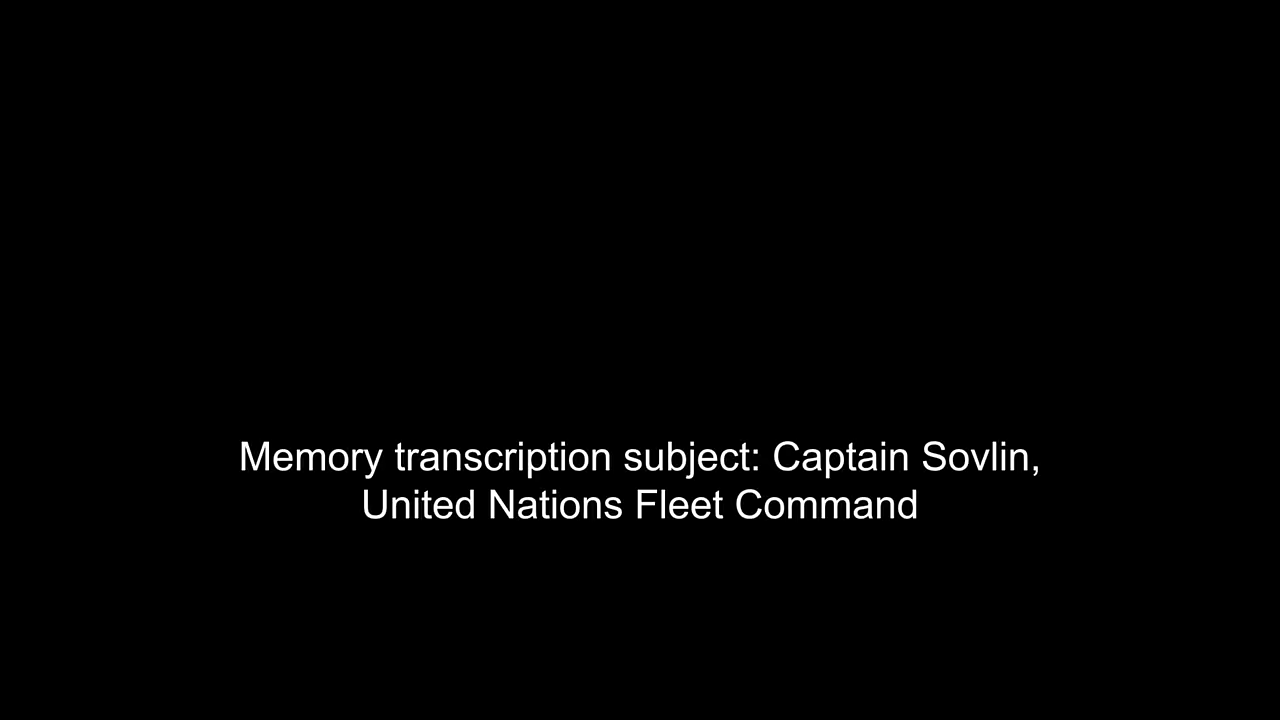 Memory transcription subject: Captain Sovlin,
United Nations Fleet Command